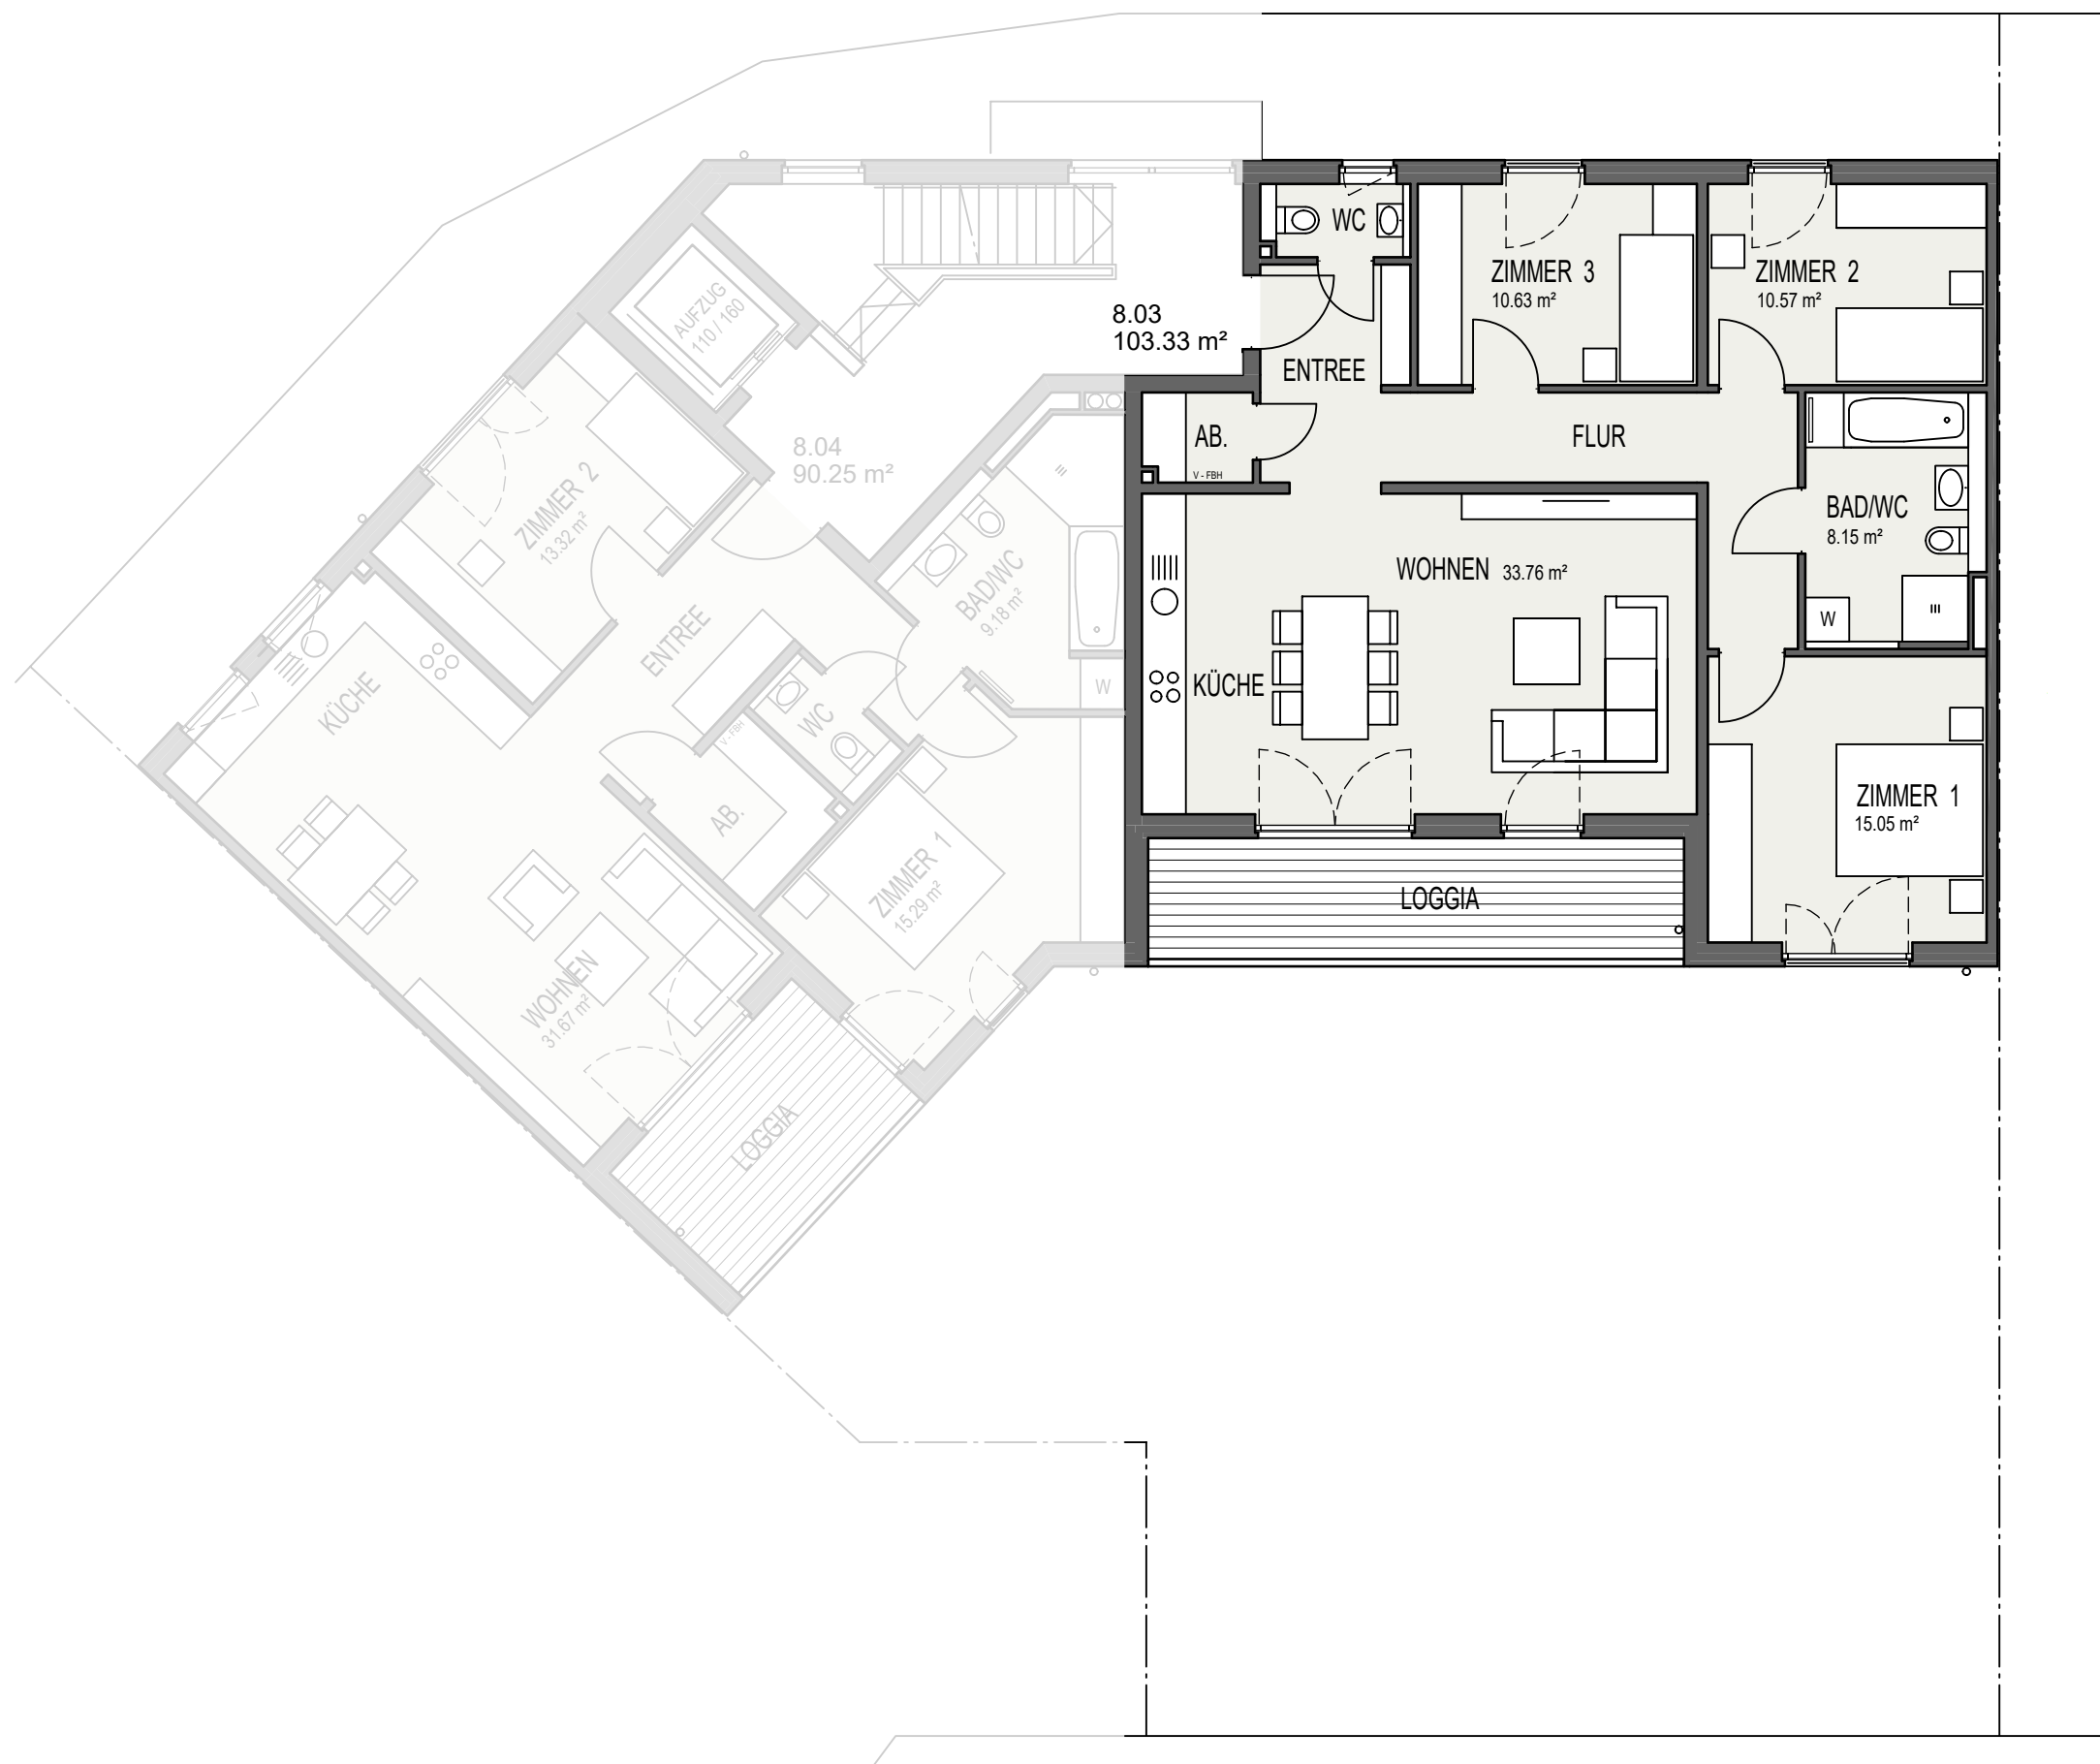 WC
ZIMMER 3
10.63 m²
ZIMMER 2
10.57 m²
8.03
103.33 m²
ENTREE
AB.
V - FBH
FLUR
BAD/WC
8.15 m²
W
WOHNEN 33.76 m²
KÜCHE
ZIMMER 1
15.05 m²
LOGGIA
AUFZUG
110 / 160
8.04
90.25 m²
ZIMMER 2
13.32 m²
ENTREE
BAD/WC
9.18 m²
W
KÜCHE
WC
V - FBH
AB.
ZIMMER 1
15.29 m²
WOHNEN
31.67 m²
LOGGIA